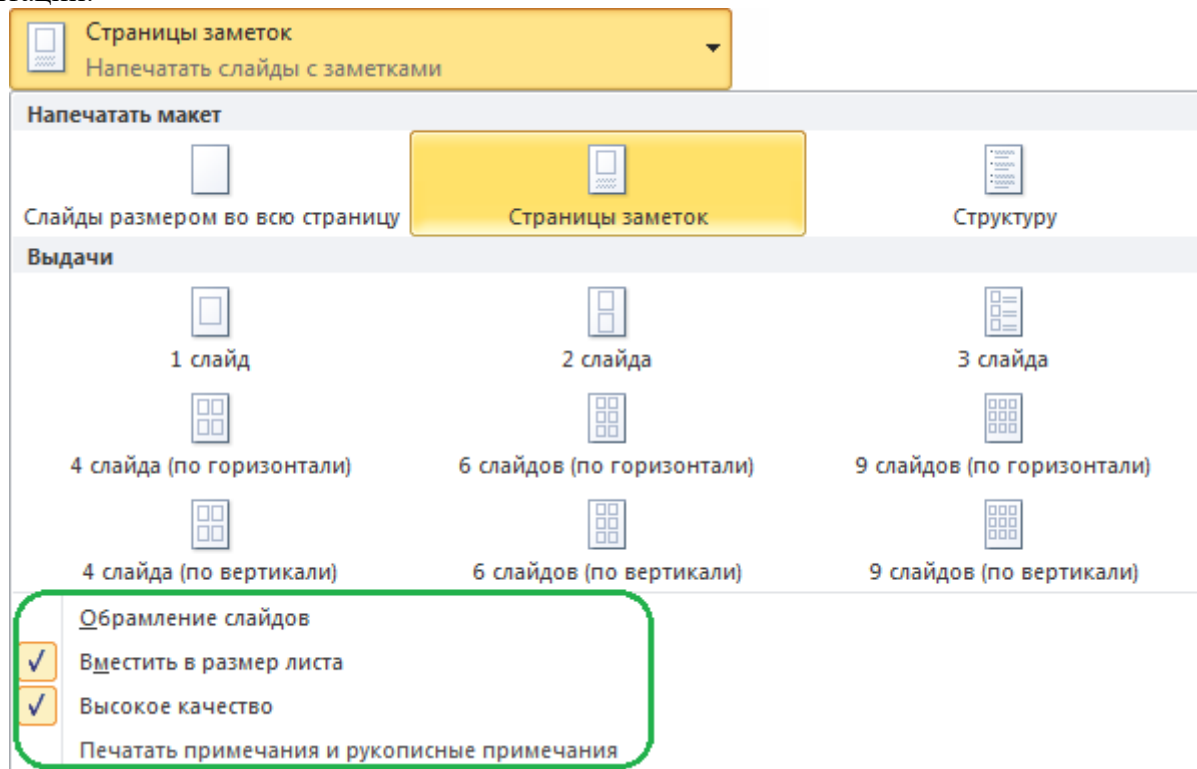 Страницы заметок
Напечатать слайды с заметками
Напечатать макет
Слайды размером во всю страницу Страницы заметок Структуру
Выдачи
1 слайд 2 слайда 3 слайда
4 слайда (по горизонтали) 6 слайдов (по горизонтали) 9 слайдов (по горизонтали)
4 слайда (по вертикали) 6 слайдов (по вертикали) 9 слайдов (по вертикали)
Обрамление слайдов
Вместить в размер листа
Высокое качество
Печатать примечания и рукописные примечания